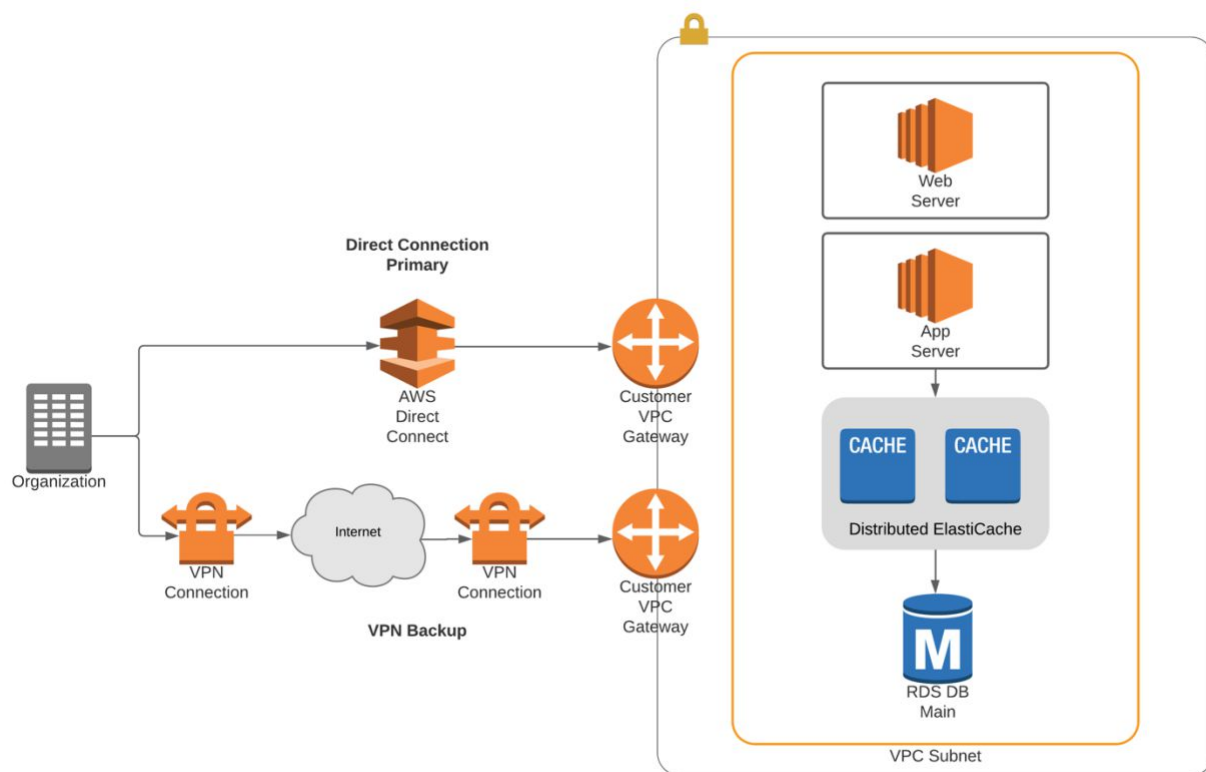 Web
Server
App
Server
Direct Connection
Primary
AWS
Direct
Connect
Customer
VPC
Gateway
Organization
CACHE
CACHE
Distributed ElastiCache
VPN
Connection
Internet
VPN
Connection
Customer
VPC
Gateway
VPN Backup
M
RDS DB
Main
VPC Subnet